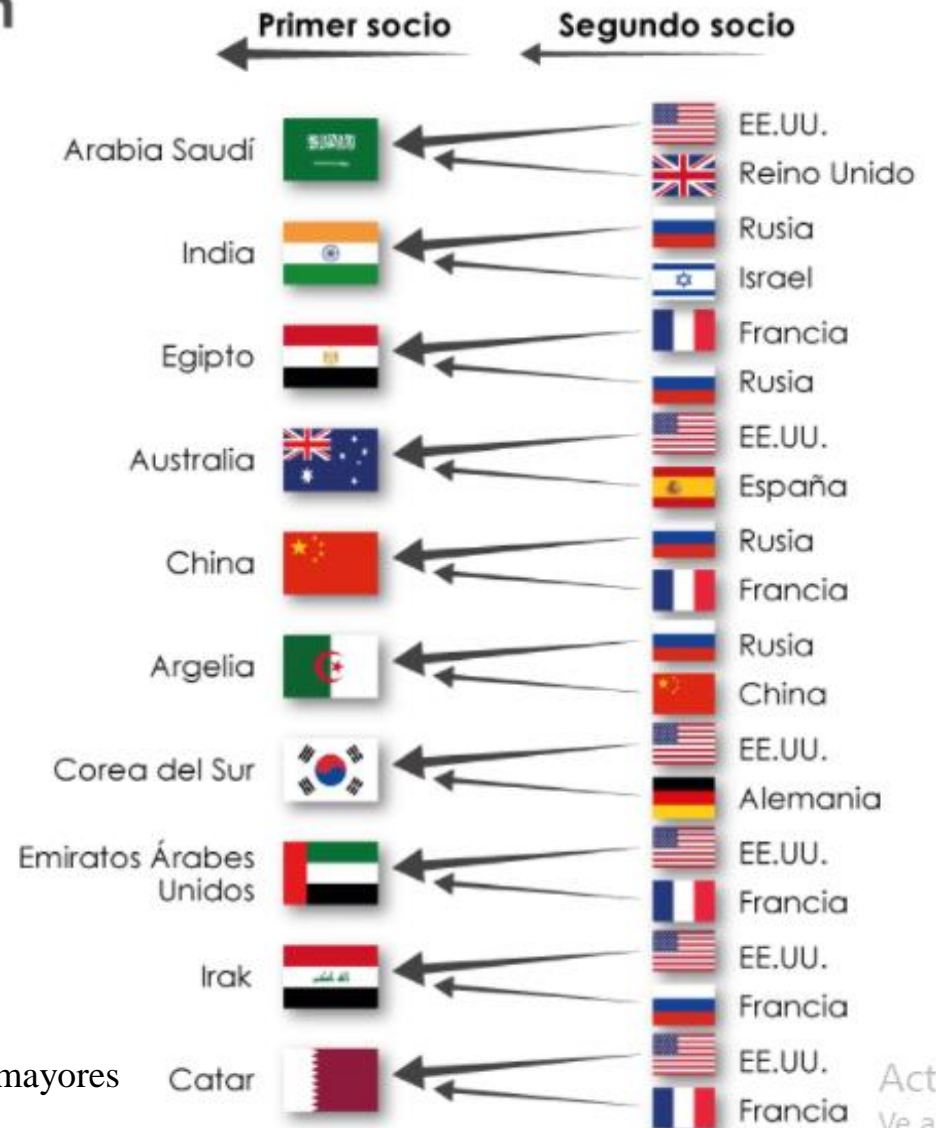 Primer socio
Segundo socio
Arabia Saudí
EE.UU.
Reino Unido
India
Rusia
Israel
Egipto
Francia
Rusia
Australia
EE.UU.
España
China
Rusia
Francia
Argelia
Rusia
China
Corea del Sur
EE.UU.
Alemania
Emiratos Árabes
Unidos
EE.UU.
Francia
Irak
EE.UU.
Francia
mayores
Catar
EE.UU.
Francia
Act
Ve a